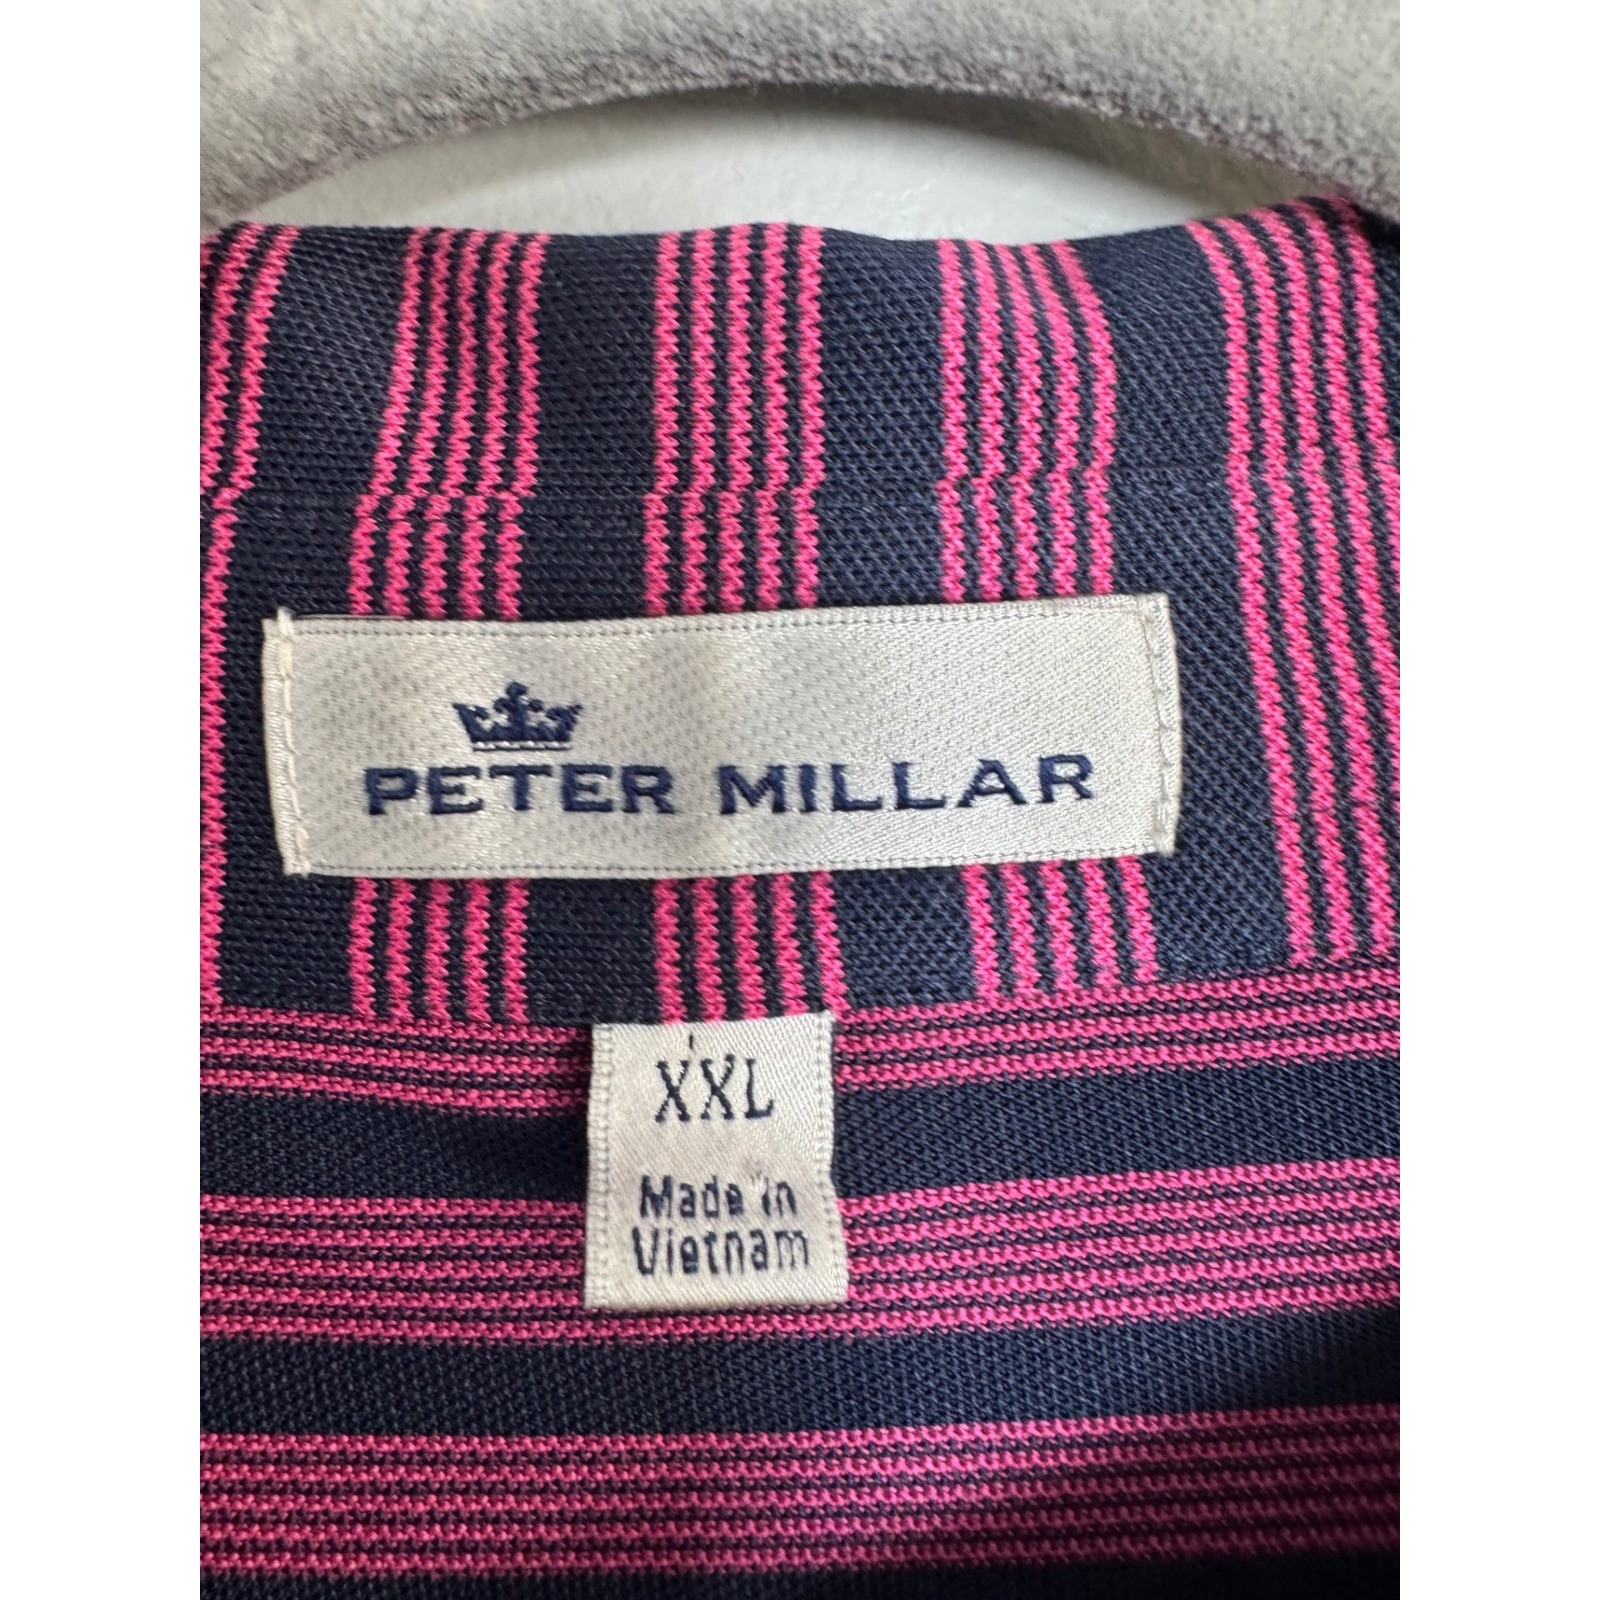 PETER MILLAR
XXL
Made in
Vietnam